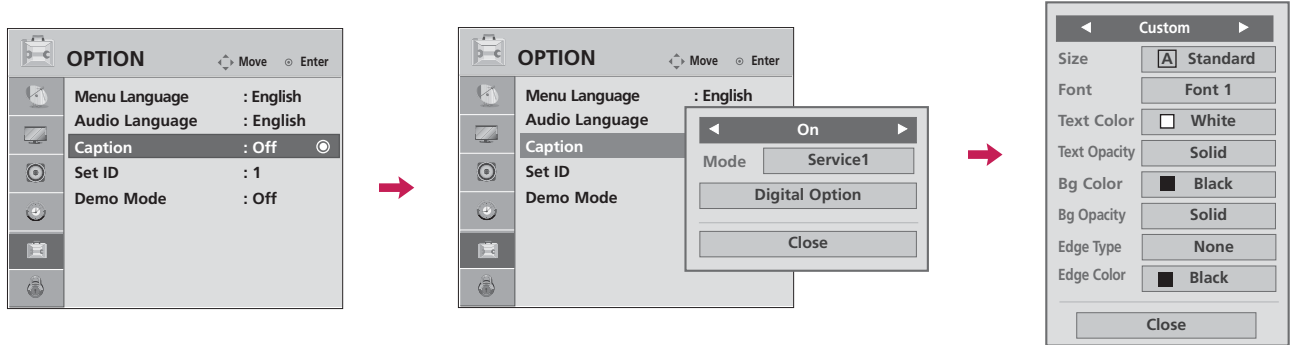 OPTION
Move Enter
Menu Language : English
Audio Language : English
Caption : Off
Set ID : 1
Demo Mode : Off
OPTION
Move Enter
Menu Language : English
Audio Language
Caption
Set ID
Demo Mode
On
Mode Service1
Digital Option
Close
Custom
Size A Standard
Font Font 1
Text Color White
Text Opacity Solid
Bg Color Black
Bg Opacity Solid
Edge Type None
Edge Color Black
Close